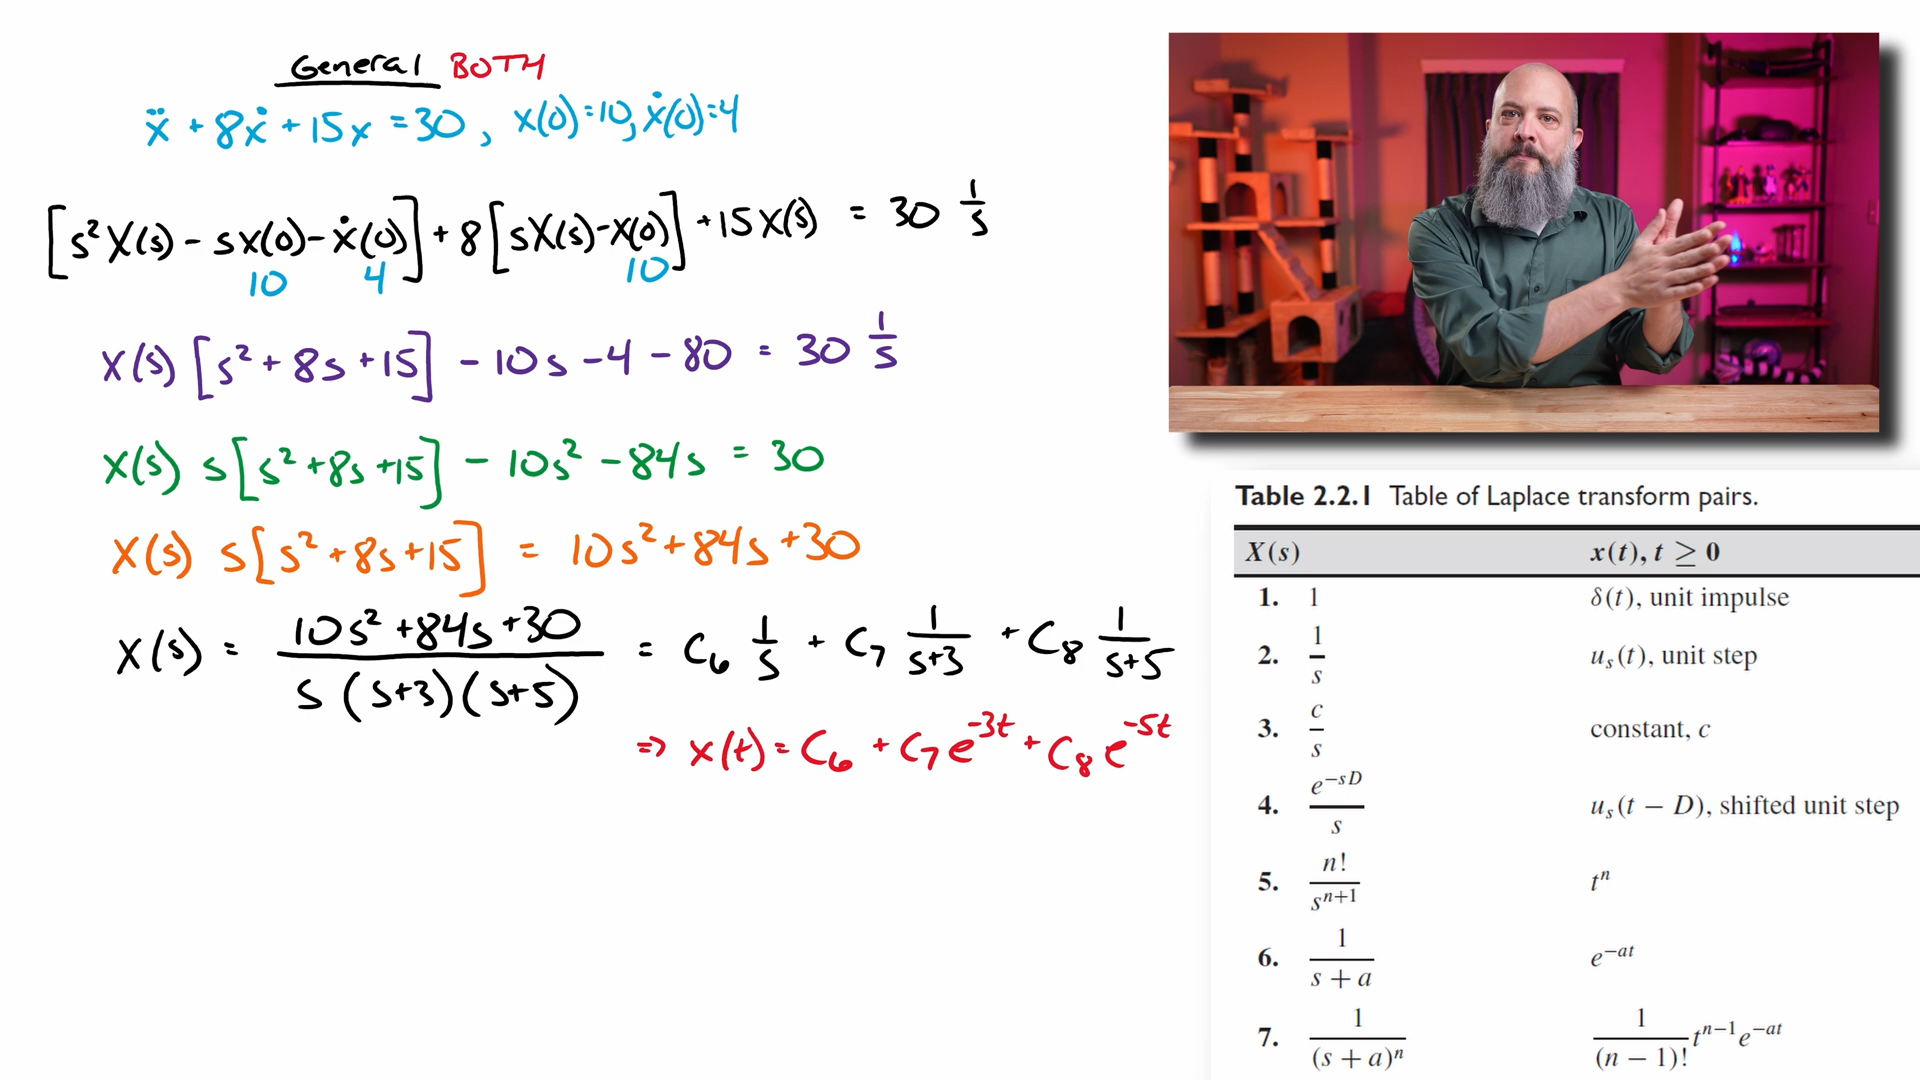 General BOTH
ẍ + 8ẋ + 15x = 30, x(0)=10, ẋ(0)=4
[s²X(s) - sx(0) - ẋ(0)] + 8[sX(s) - x(0)] + 15X(s) = 30 1/s
10 4 10
X(s) [s² + 8s + 15] - 10s - 4 - 80 = 30 1/s
X(s) s[s² + 8s + 15] - 10s² - 84s = 30
X(s) s[s² + 8s + 15] = 10s² + 84s + 30
X(s) = (10s² + 84s + 30)/(s(s+3)(s+5)) = C₆ 1/s + C₇ 1/(s+3) + C₈ 1/(s+5)
⇒ x(t) = C₆ + C₇e^(-3t) + C₈e^(-5t)
Table 2.2.1 Table of Laplace transform pairs.
X(s) x(t), t ≥ 0
1. 1 δ(t), unit impulse
2. 1/s uₛ(t), unit step
3. c/s constant, c
4. e^(-sD)/s uₛ(t − D), shifted unit step
5. n!/s^(n+1) tⁿ
6. 1/(s + a) e^(-at)
7. 1/(s + a)ⁿ 1/(n − 1)! t^(n−1)e^(-at)